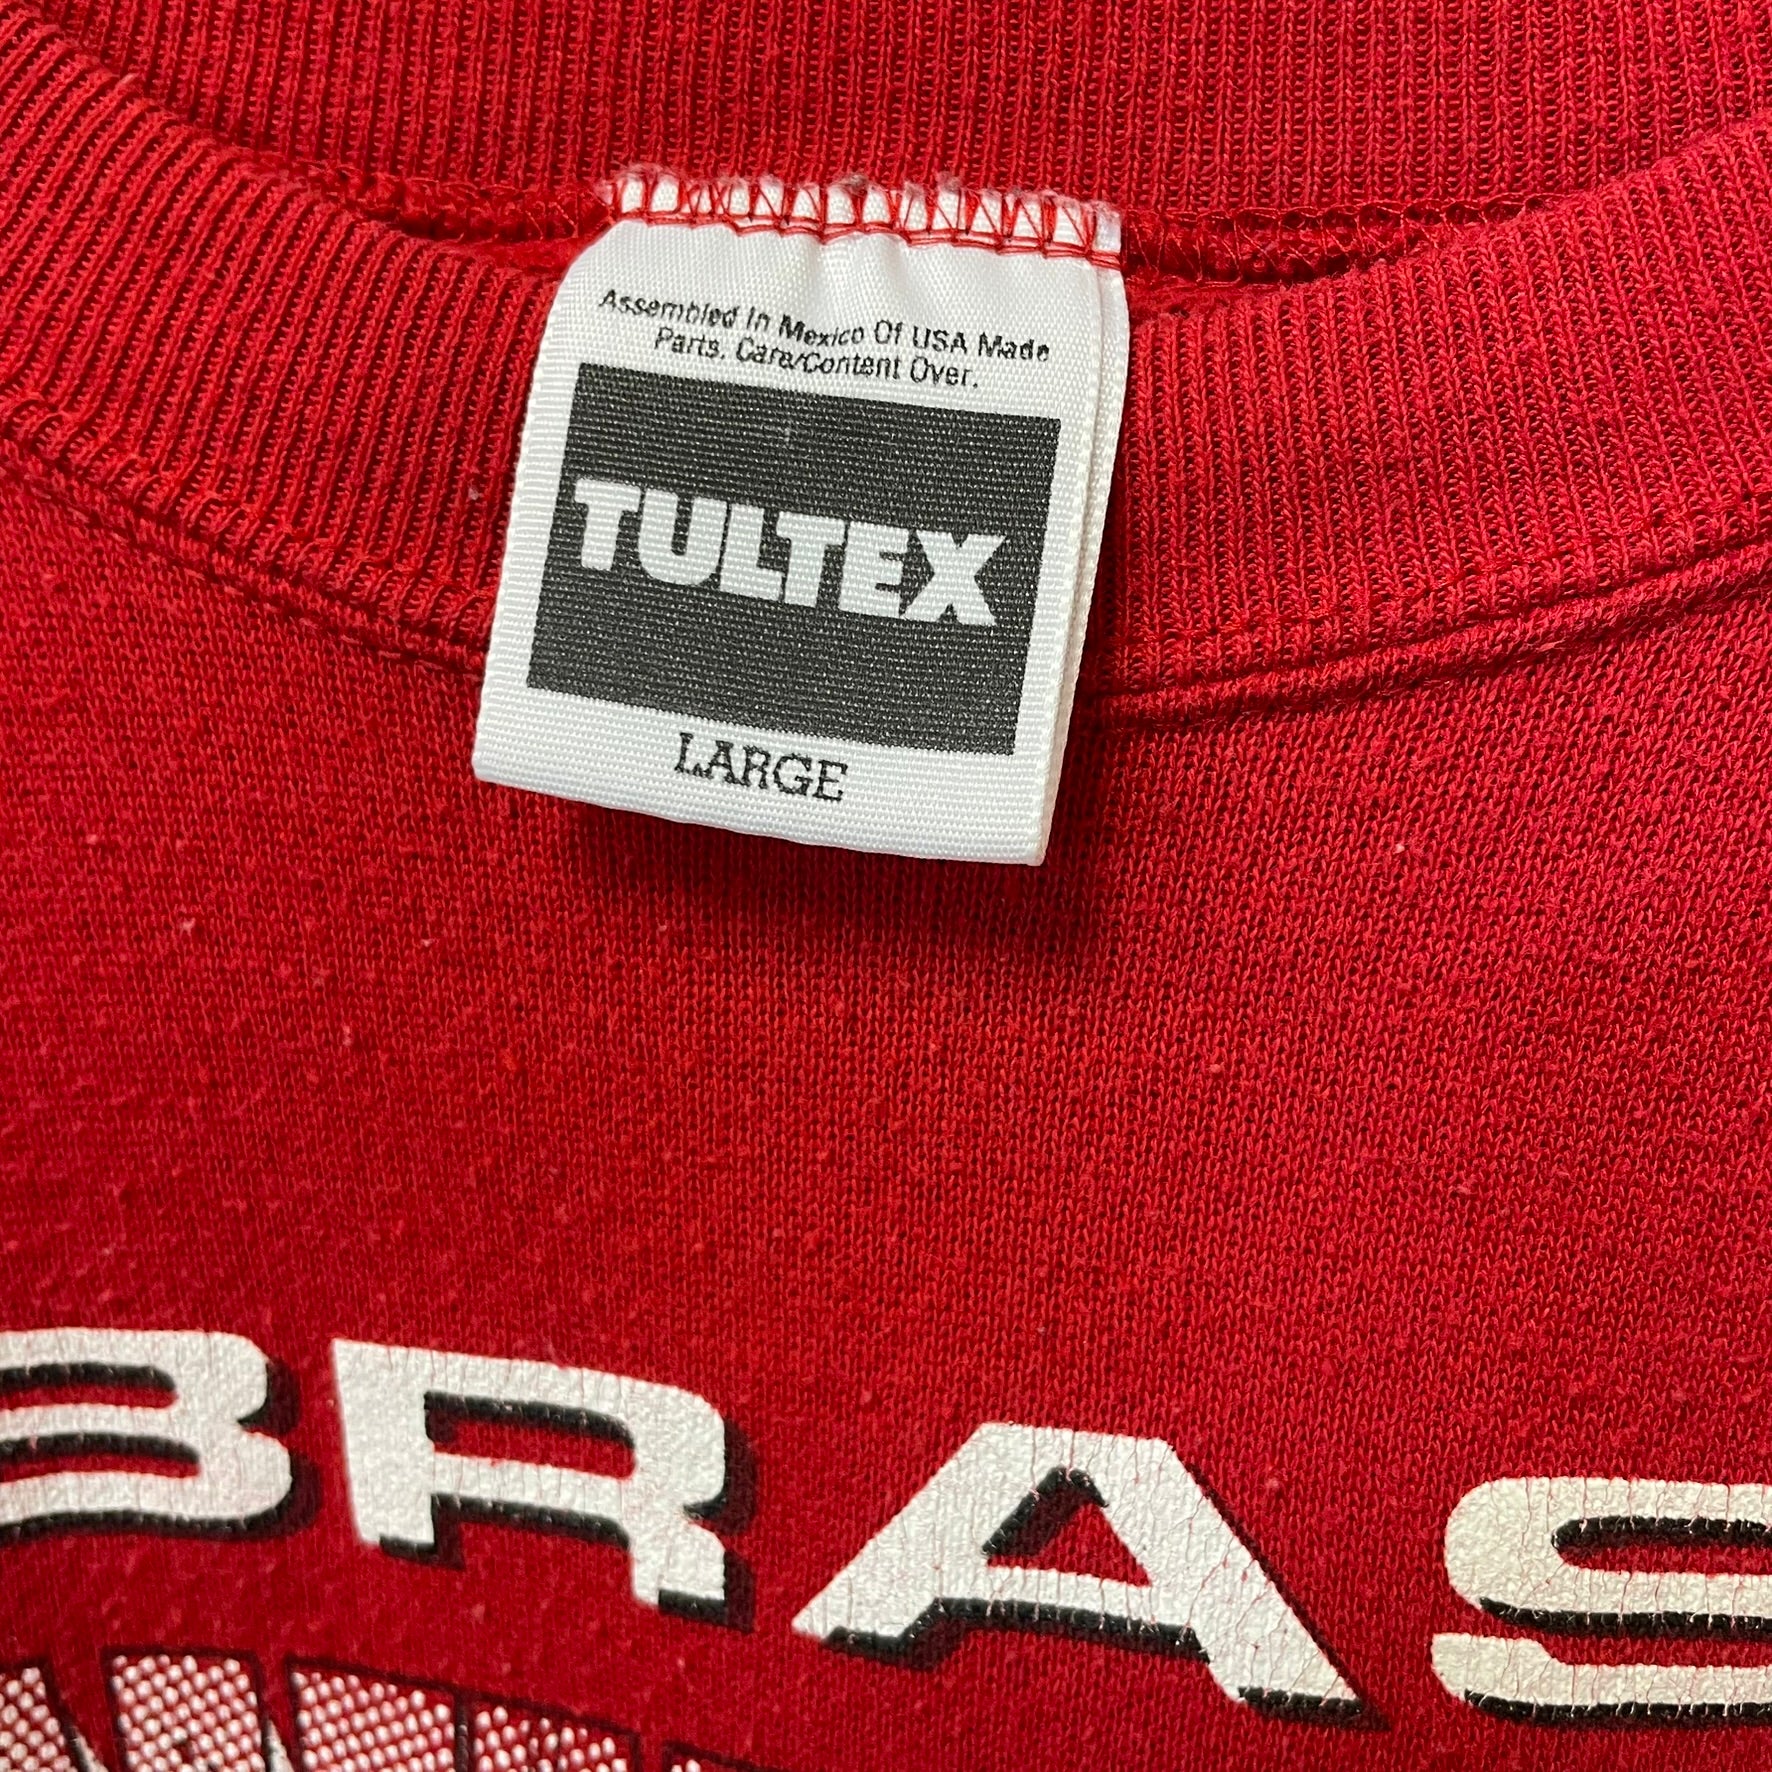 Assembled In Mexico Of USA Made
Parts. Care/Content Over.
TULTEX
LARGE
BRAS